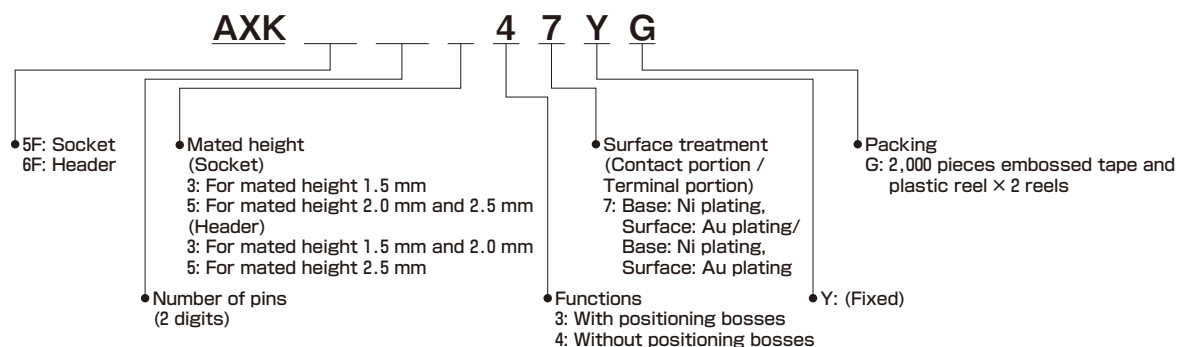 AXK 4 7 Y G
5F: Socket
6F: Header
Mated height
(Socket)
3: For mated height 1.5 mm
5: For mated height 2.0 mm and 2.5 mm
(Header)
3: For mated height 1.5 mm and 2.0 mm
5: For mated height 2.5 mm
Surface treatment
(Contact portion /
Terminal portion)
7: Base: Ni plating,
Surface: Au plating/
Base: Ni plating,
Surface: Au plating
Packing
G: 2,000 pieces embossed tape and
plastic reel × 2 reels
Number of pins
(2 digits)
Functions
3: With positioning bosses
4: Without positioning bosses
Y: (Fixed)